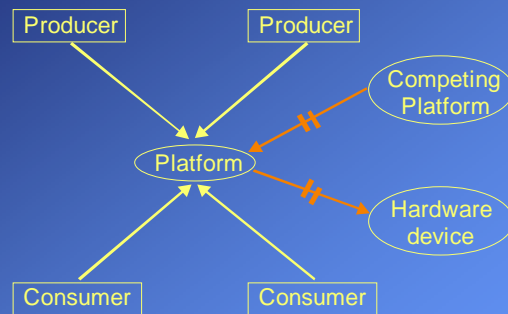 Producer
Producer
Competing
Platform
Platform
Hardware
device
Consumer
Consumer